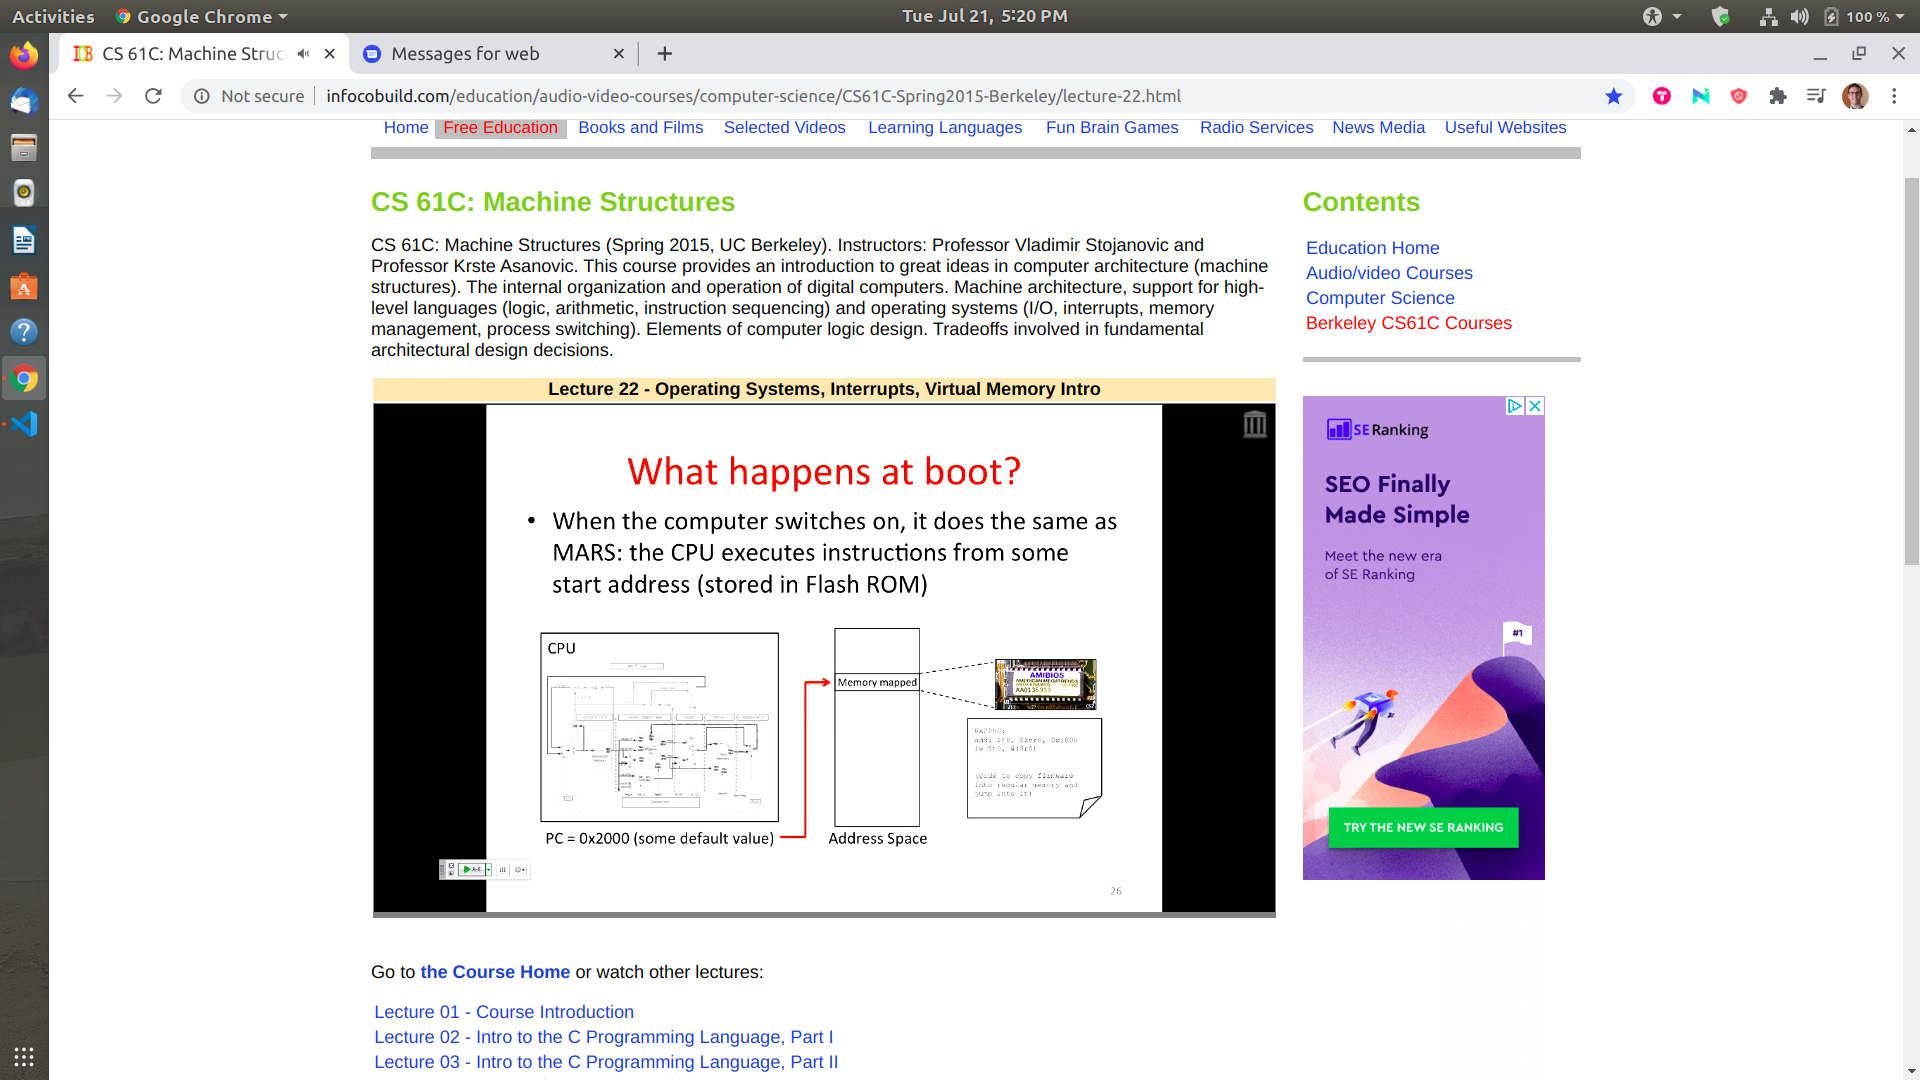 Activities
Google Chrome
Tue Jul 21, 5:20 PM
100 %
CS 61C: Machine Struc
Messages for web
Not secure
infocobuild.com/education/audio-video-courses/computer-science/CS61C-Spring2015-Berkeley/lecture-22.html
Home Free Education Books and Films Selected Videos Learning Languages Fun Brain Games Radio Services News Media Useful Websites
CS 61C: Machine Structures
CS 61C: Machine Structures (Spring 2015, UC Berkeley). Instructors: Professor Vladimir Stojanovic and
Professor Krste Asanovic. This course provides an introduction to great ideas in computer architecture (machine
structures). The internal organization and operation of digital computers. Machine architecture, support for high-
level languages (logic, arithmetic, instruction sequencing) and operating systems (I/O, interrupts, memory
management, process switching). Elements of computer logic design. Tradeoffs involved in fundamental
architectural design decisions.
Lecture 22 - Operating Systems, Interrupts, Virtual Memory Intro
What happens at boot?
• When the computer switches on, it does the same as
MARS: the CPU executes instructions from some
start address (stored in Flash ROM)
CPU
PC = 0x2000 (some default value)
Memory mapped
Address Space
AMIBIOS
AMERICAN MEGATRENDS
AA0135939
0x2000:
addi $t0, $zero, 0x1000
lw $t0, 4($r0)
(Code to copy firmware
into regular memory and
jump into it)
26
Go to the Course Home or watch other lectures:
Lecture 01 - Course Introduction
Lecture 02 - Intro to the C Programming Language, Part I
Lecture 03 - Intro to the C Programming Language, Part II
Contents
Education Home
Audio/video Courses
Computer Science
Berkeley CS61C Courses
SE Ranking
SEO Finally
Made Simple
Meet the new era
of SE Ranking
#1
TRY THE NEW SE RANKING